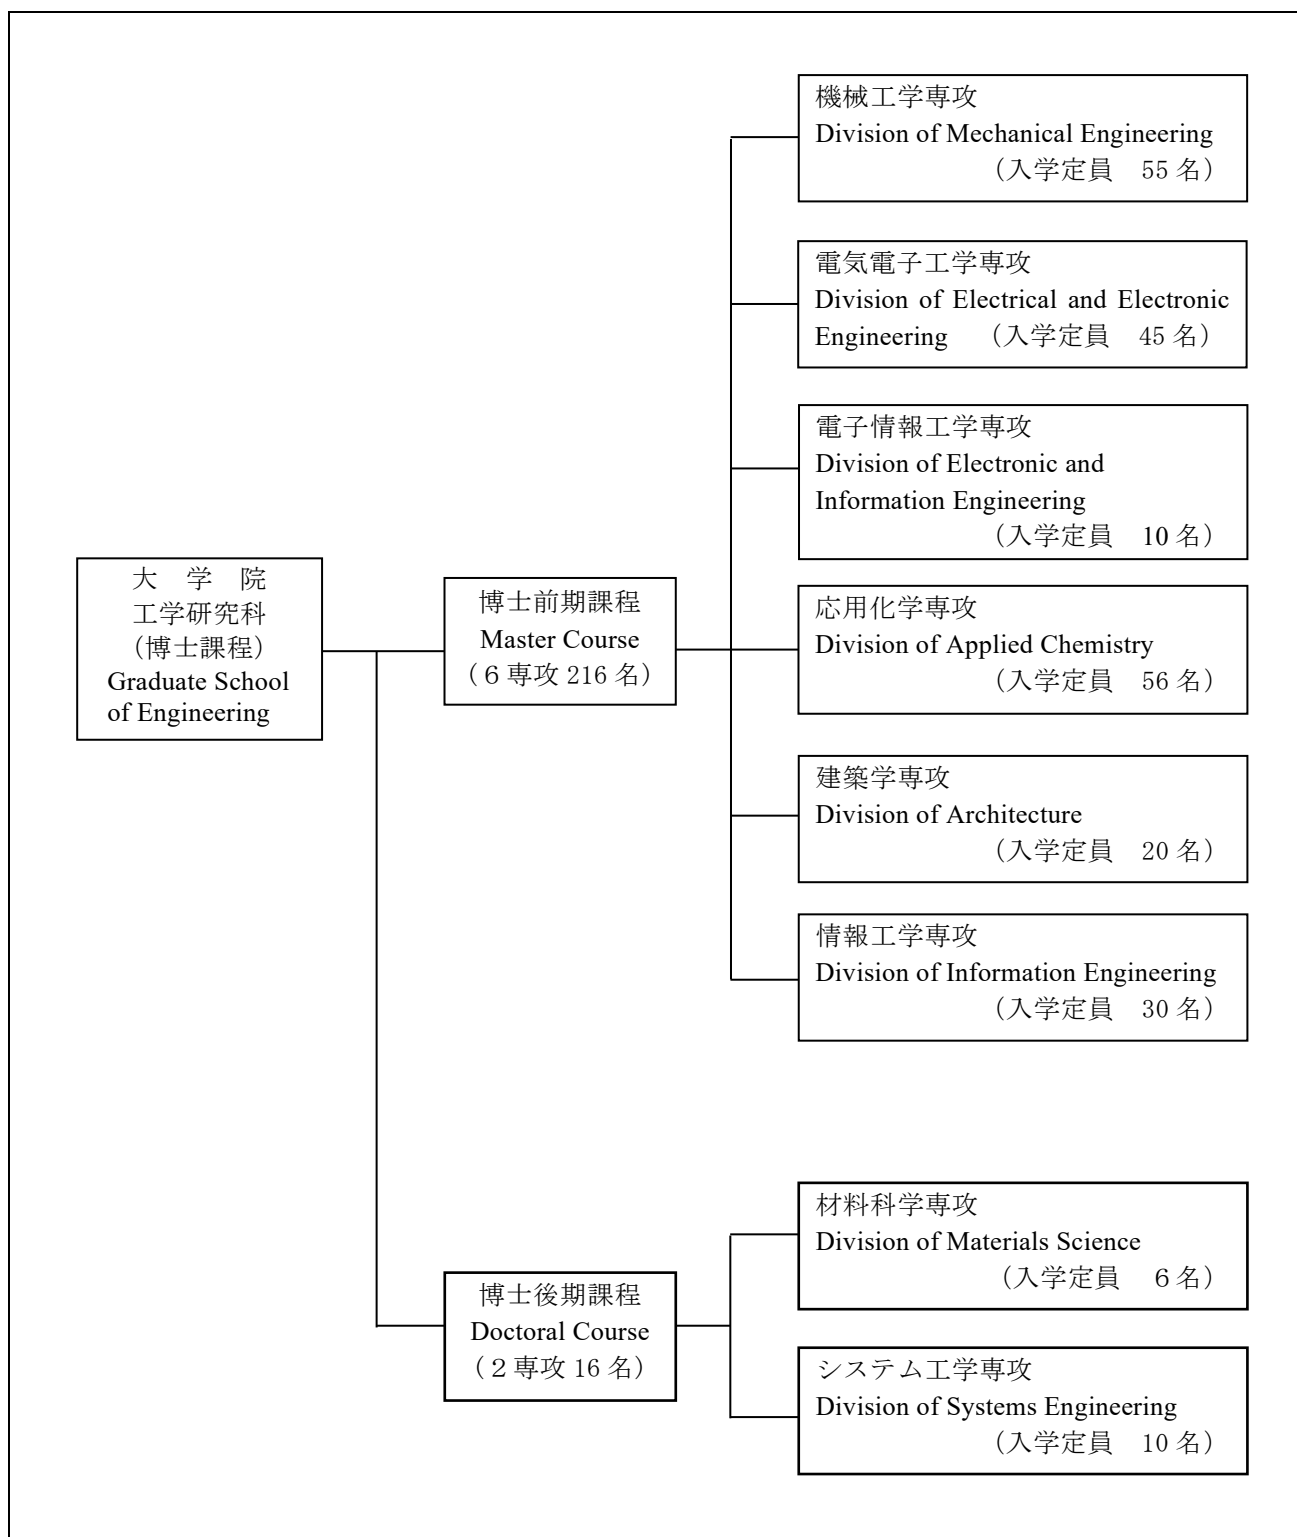 大　学　院
工学研究科
（博士課程）
Graduate School
of Engineering
博士前期課程
Master Course
（６専攻 216 名）
機械工学専攻
Division of Mechanical Engineering
（入学定員　55 名）
電気電子工学専攻
Division of Electrical and Electronic
Engineering　（入学定員　45 名）
電子情報工学専攻
Division of Electronic and
Information Engineering
（入学定員　10 名）
応用化学専攻
Division of Applied Chemistry
（入学定員　56 名）
建築学専攻
Division of Architecture
（入学定員　20 名）
情報工学専攻
Division of Information Engineering
（入学定員　30 名）
博士後期課程
Doctoral Course
（２専攻 16 名）
材料科学専攻
Division of Materials Science
（入学定員　６名）
システム工学専攻
Division of Systems Engineering
（入学定員　10 名）